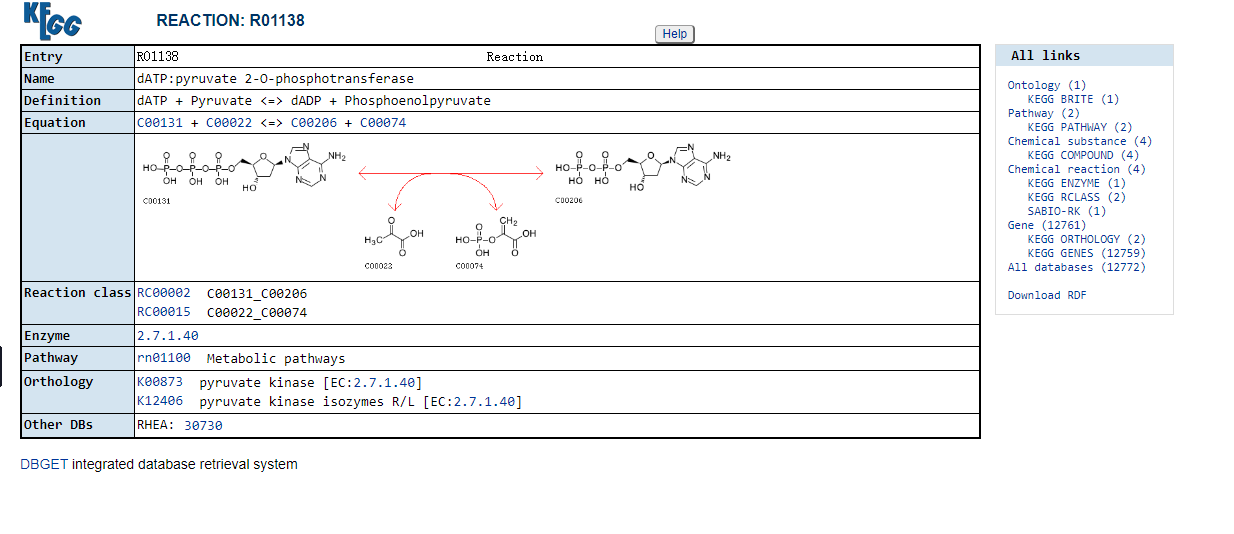 KEGG
REACTION: R01138
Help
Entry R01138 Reaction
Name dATP:pyruvate 2-O-phosphotransferase
Definition dATP + Pyruvate <=> dADP + Phosphoenolpyruvate
Equation C00131 + C00022 <=> C00206 + C00074
O O O N NH2
HO-P-O-P-O-P-O O N
OH OH OH HO N N
C00131
O O N NH2
HO-P-O-P-O O N
HO HO HO N N
C00206
O
H3C OH
O
C00022
O CH2
HO-P-O OH
OH O
C00074
Reaction class RC00002 C00131_C00206
RC00015 C00022_C00074
Enzyme 2.7.1.40
Pathway rn01100 Metabolic pathways
Orthology K00873 pyruvate kinase [EC:2.7.1.40]
K12406 pyruvate kinase isozymes R/L [EC:2.7.1.40]
Other DBs RHEA: 30730
DBGET integrated database retrieval system
All links
Ontology (1)
KEGG BRITE (1)
Pathway (2)
KEGG PATHWAY (2)
Chemical substance (4)
KEGG COMPOUND (4)
Chemical reaction (4)
KEGG ENZYME (1)
KEGG RCLASS (2)
SABIO-RK (1)
Gene (12761)
KEGG ORTHOLOGY (2)
KEGG GENES (12759)
All databases (12772)
Download RDF